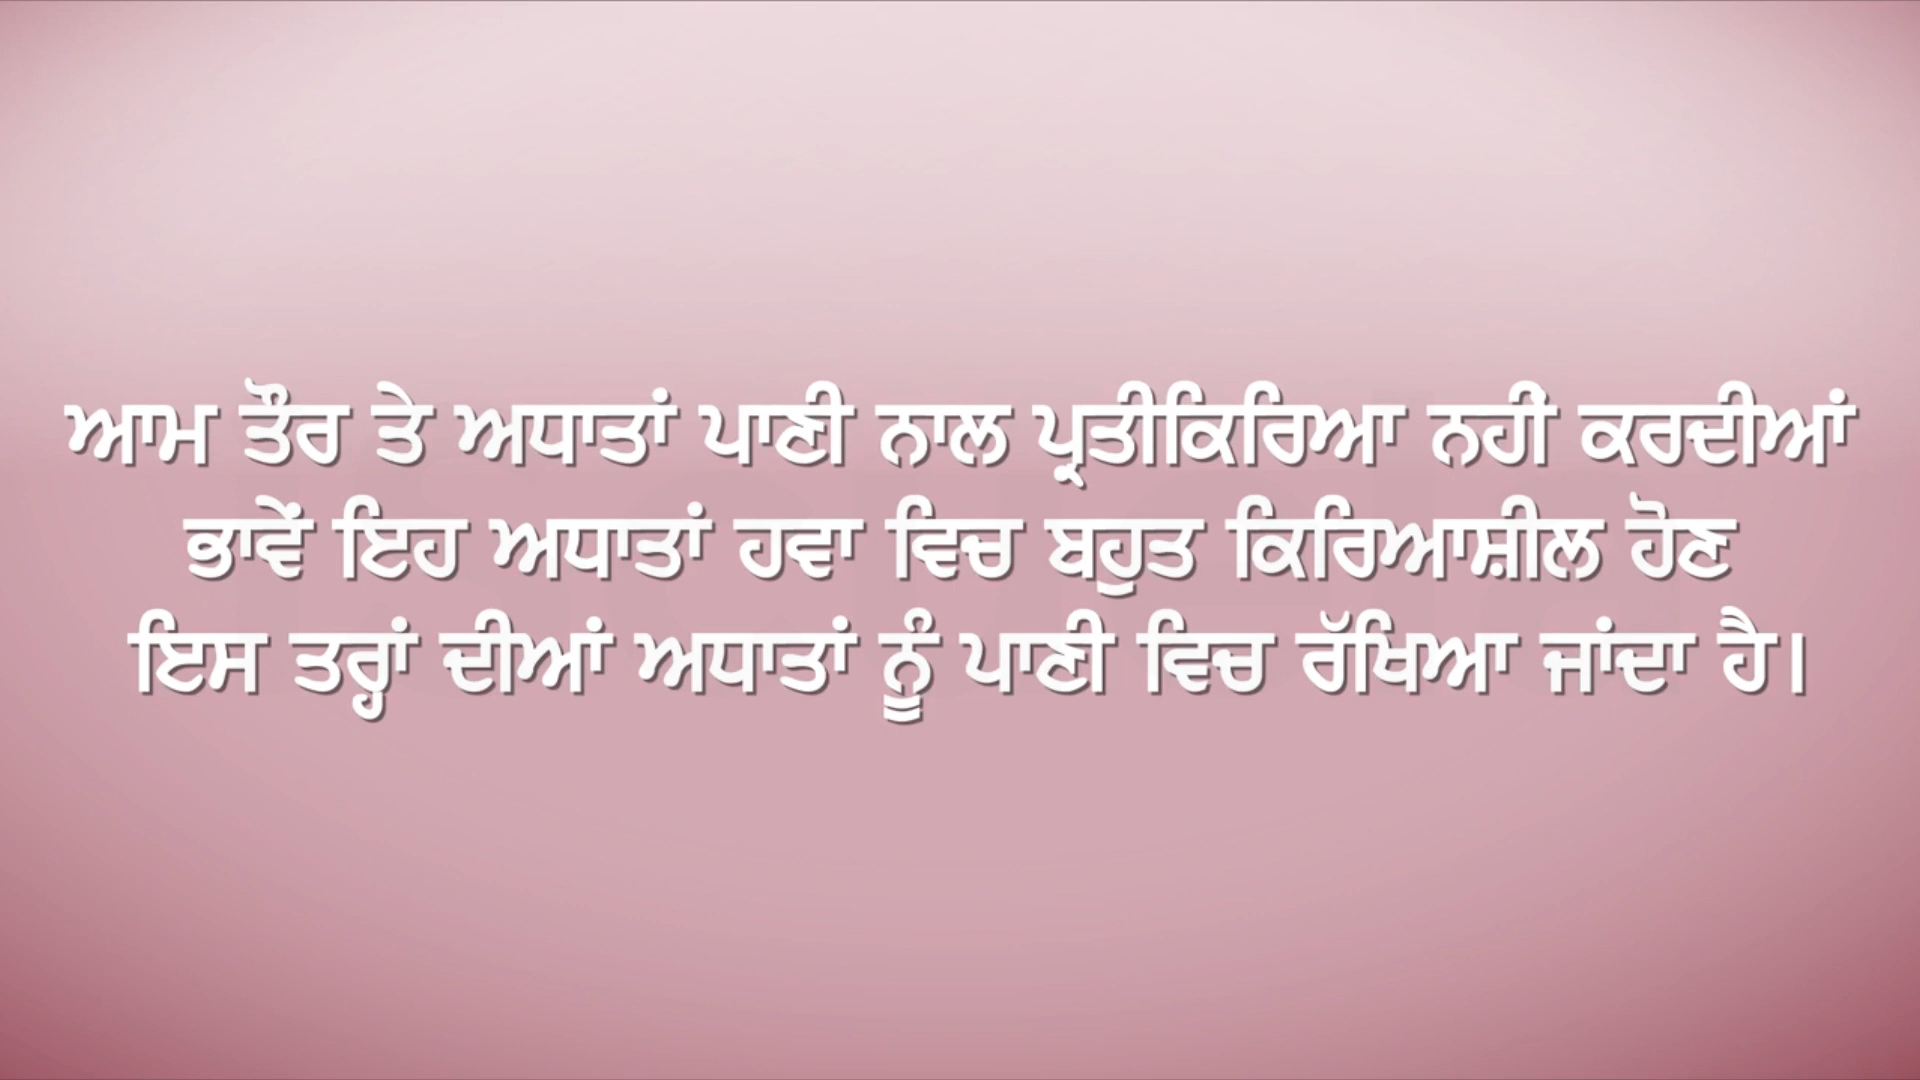 ਆਮ ਤੌਰ ਤੇ ਅਧਾਤਾਂ ਪਾਣੀ ਨਾਲ ਪ੍ਰਤੀਕਿਰਿਆ ਨਹੀਂ ਕਰਦੀਆਂ
ਭਾਵੇਂ ਇਹ ਅਧਾਤਾਂ ਹਵਾ ਵਿਚ ਬਹੁਤ ਕਿਰਿਆਸ਼ੀਲ ਹੋਣ
ਇਸ ਤਰ੍ਹਾਂ ਦੀਆਂ ਅਧਾਤਾਂ ਨੂੰ ਪਾਣੀ ਵਿਚ ਰੱਖਿਆ ਜਾਂਦਾ ਹੈ।